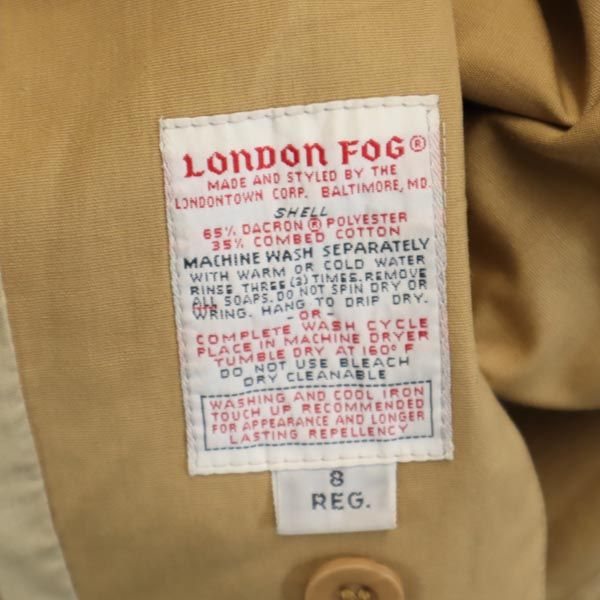 LONDON FOG®
MADE AND STYLED BY THE
LONDONTOWN CORP. BALTIMORE, MD.
SHELL
65% DACRON ® POLYESTER
35% COMBED COTTON
MACHINE WASH SEPARATELY
WITH WARM OR COLD WATER
RINSE THREE (3) TIMES. REMOVE
ALL SOAPS. DO NOT SPIN DRY OR
WRING. HANG TO DRIP DRY.
-OR-
COMPLETE WASH CYCLE
PLACE IN MACHINE DRYER
TUMBLE DRY AT 160° F
DO NOT USE BLEACH
DRY CLEANABLE
WASHING AND COOL IRON
TOUCH UP RECOMMENDED
FOR APPEARANCE AND LONGER
LASTING REPELLENCY
8
REG.